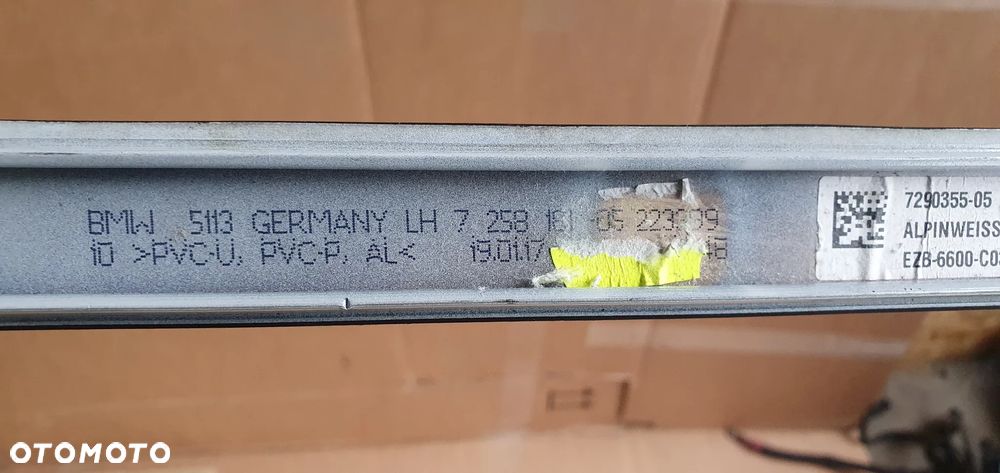 BMW 5113 GERMANY LH 7 258 181-05 223399
10 >PVC-U, PVC-P, AL< 19.01.17
7290355-05
ALPINWEISS
EZB-6600-C03
OTOMOTO